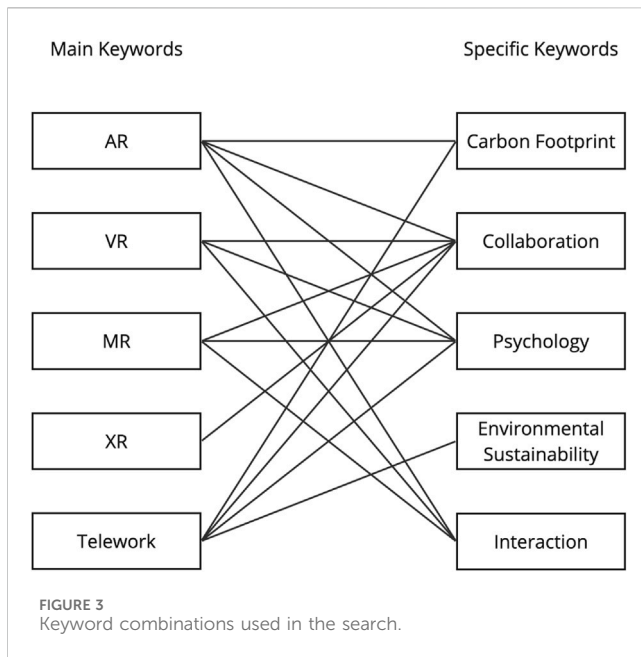 Main Keywords
Specific Keywords
AR
Carbon Footprint
VR
Collaboration
MR
Psychology
XR
Environmental
Sustainability
Telework
Interaction
FIGURE 3
Keyword combinations used in the search.